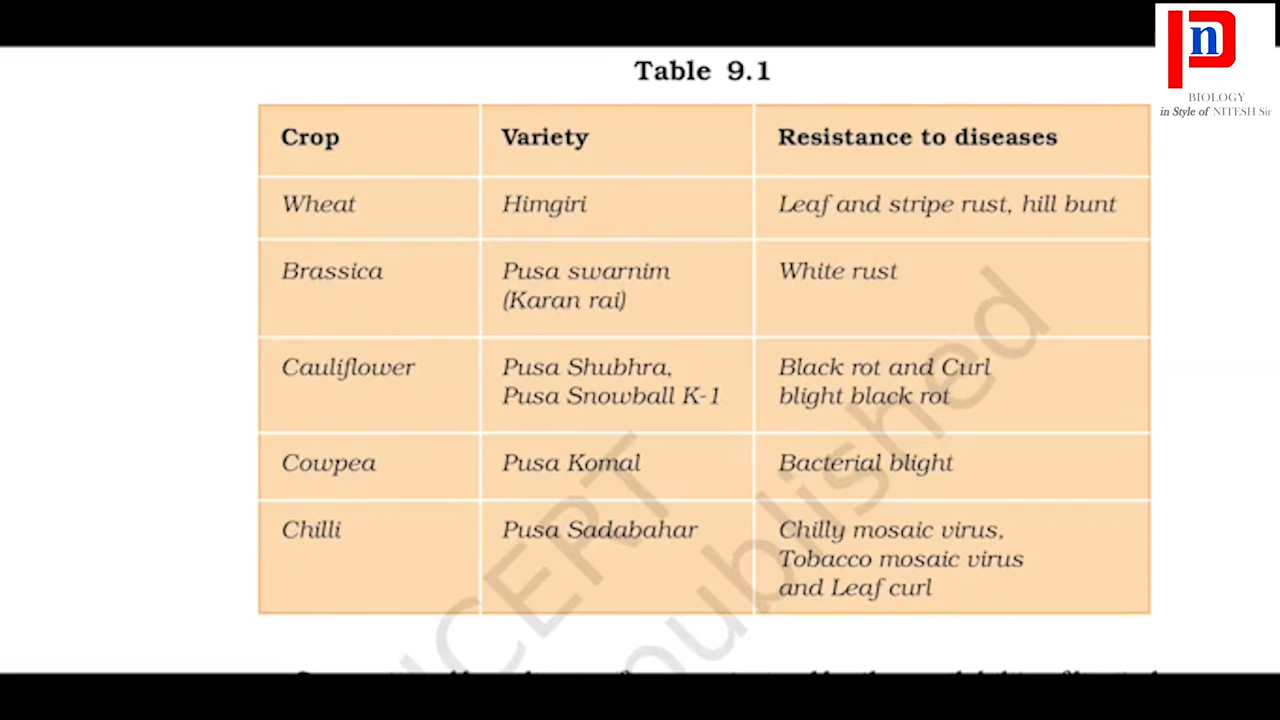 n
BIOLOGY
in Style of NITESH Sir
Table 9.1
Crop Variety Resistance to diseases
Wheat Himgiri Leaf and stripe rust, hill bunt
Brassica Pusa swarnim White rust
(Karan rai)
Cauliflower Pusa Shubhra, Black rot and Curl
Pusa Snowball K-1 blight black rot
Cowpea Pusa Komal Bacterial blight
Chilli Pusa Sadabahar Chilly mosaic virus,
Tobacco mosaic virus
and Leaf curl
NCERT
published